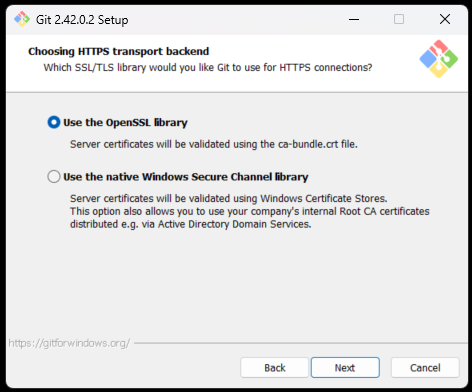 Git 2.42.0.2 Setup
Choosing HTTPS transport backend
Which SSL/TLS library would you like Git to use for HTTPS connections?
Use the OpenSSL library
Server certificates will be validated using the ca-bundle.crt file.
Use the native Windows Secure Channel library
Server certificates will be validated using Windows Certificate Stores.
This option also allows you to use your company's internal Root CA certificates
distributed e.g. via Active Directory Domain Services.
https://gitforwindows.org/
Back Next Cancel